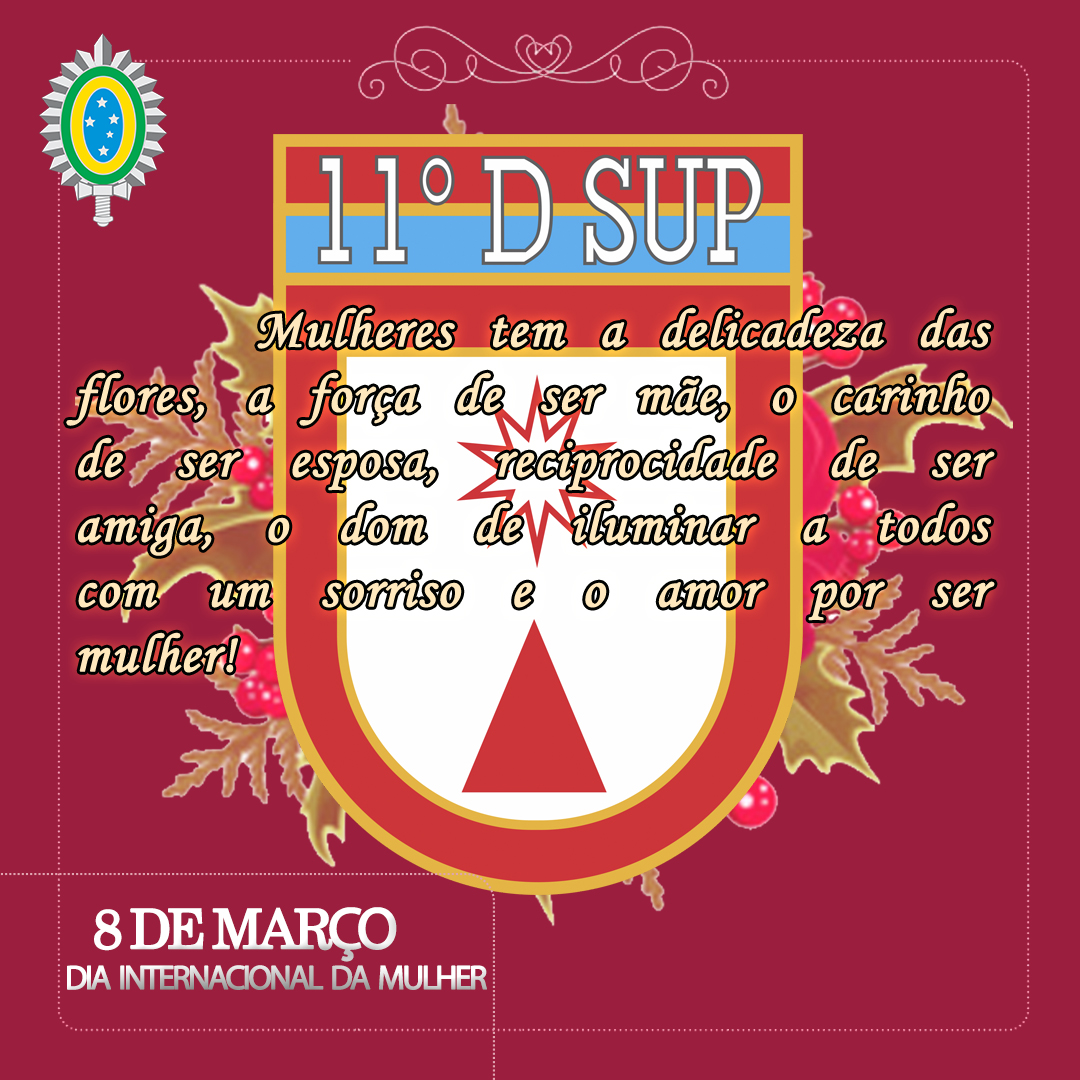 11º D SUP
Mulheres tem a delicadeza das
flores, a força de ser mãe, o carinho
de ser esposa, reciprocidade de ser
amiga, o dom de iluminar a todos
com um sorriso e o amor por ser
mulher!
8 DE MARÇO
DIA INTERNACIONAL DA MULHER